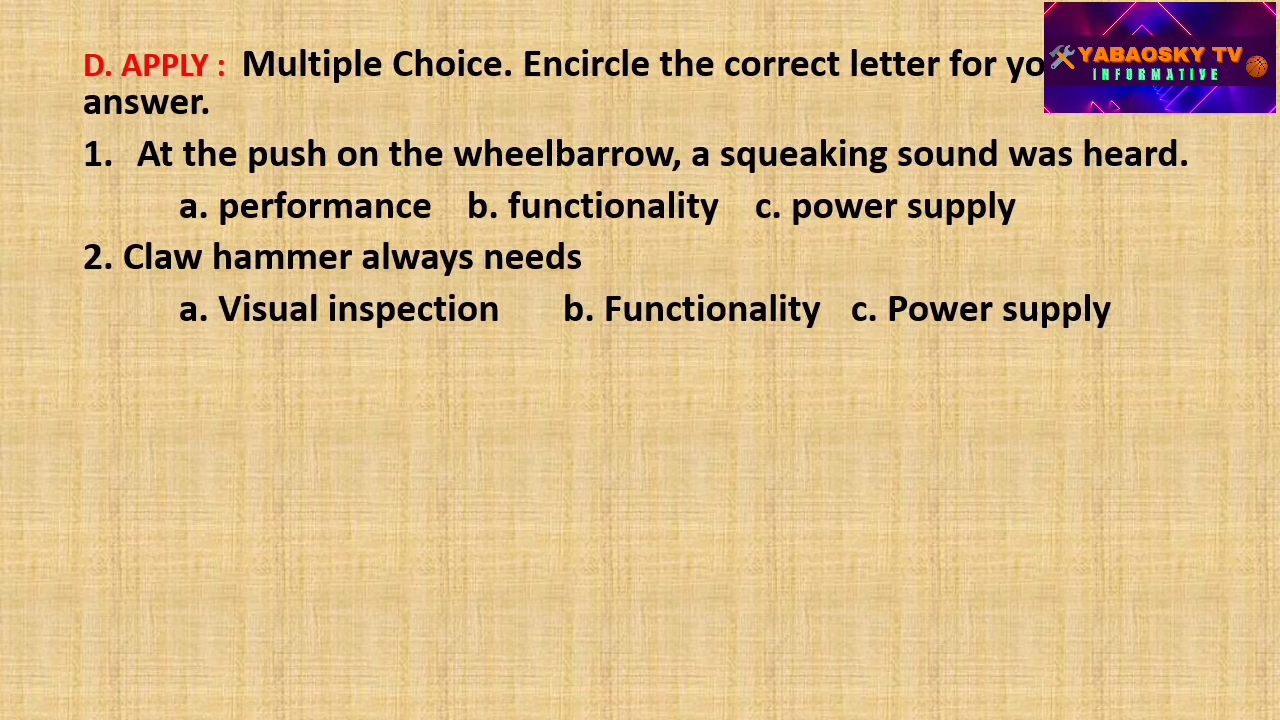 D. APPLY : Multiple Choice. Encircle the correct letter for
answer.
1. At the push on the wheelbarrow, a squeaking sound was heard.
a. performance b. functionality c. power supply
2. Claw hammer always needs
a. Visual inspection b. Functionality c. Power supply
YABAOSKY TV
INFORMATIVE